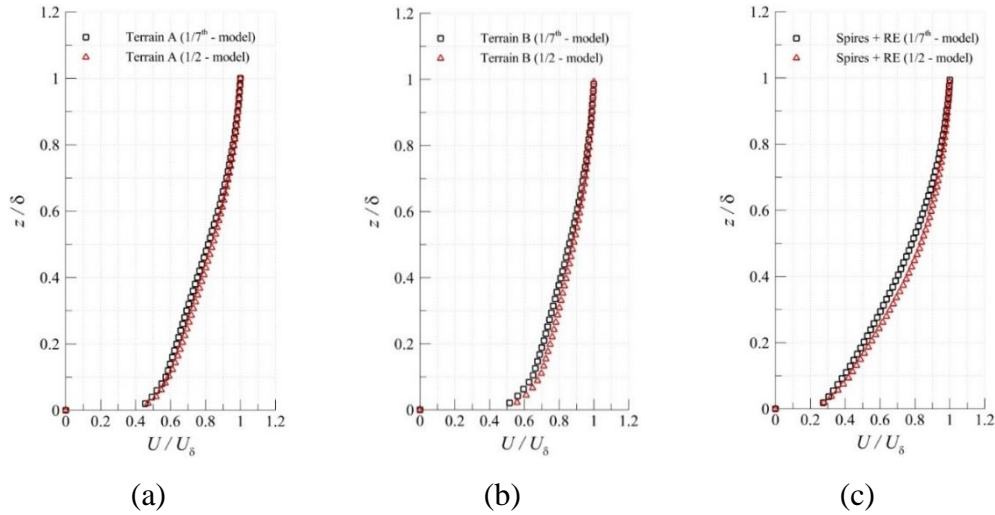 1.2
1
0.8
0.6
0.4
0.2
0
z / δ
Terrain A (1/7th - model)
Terrain A (1/2 - model)
0 0.2 0.4 0.6 0.8 1 1.2
U / Uδ
(a)
1.2
1
0.8
0.6
0.4
0.2
0
z / δ
Terrain B (1/7th - model)
Terrain B (1/2 - model)
0 0.2 0.4 0.6 0.8 1 1.2
U / Uδ
(b)
1.2
1
0.8
0.6
0.4
0.2
0
z / δ
Spires + RE (1/7th - model)
Spires + RE (1/2 - model)
0 0.2 0.4 0.6 0.8 1 1.2
U / Uδ
(c)